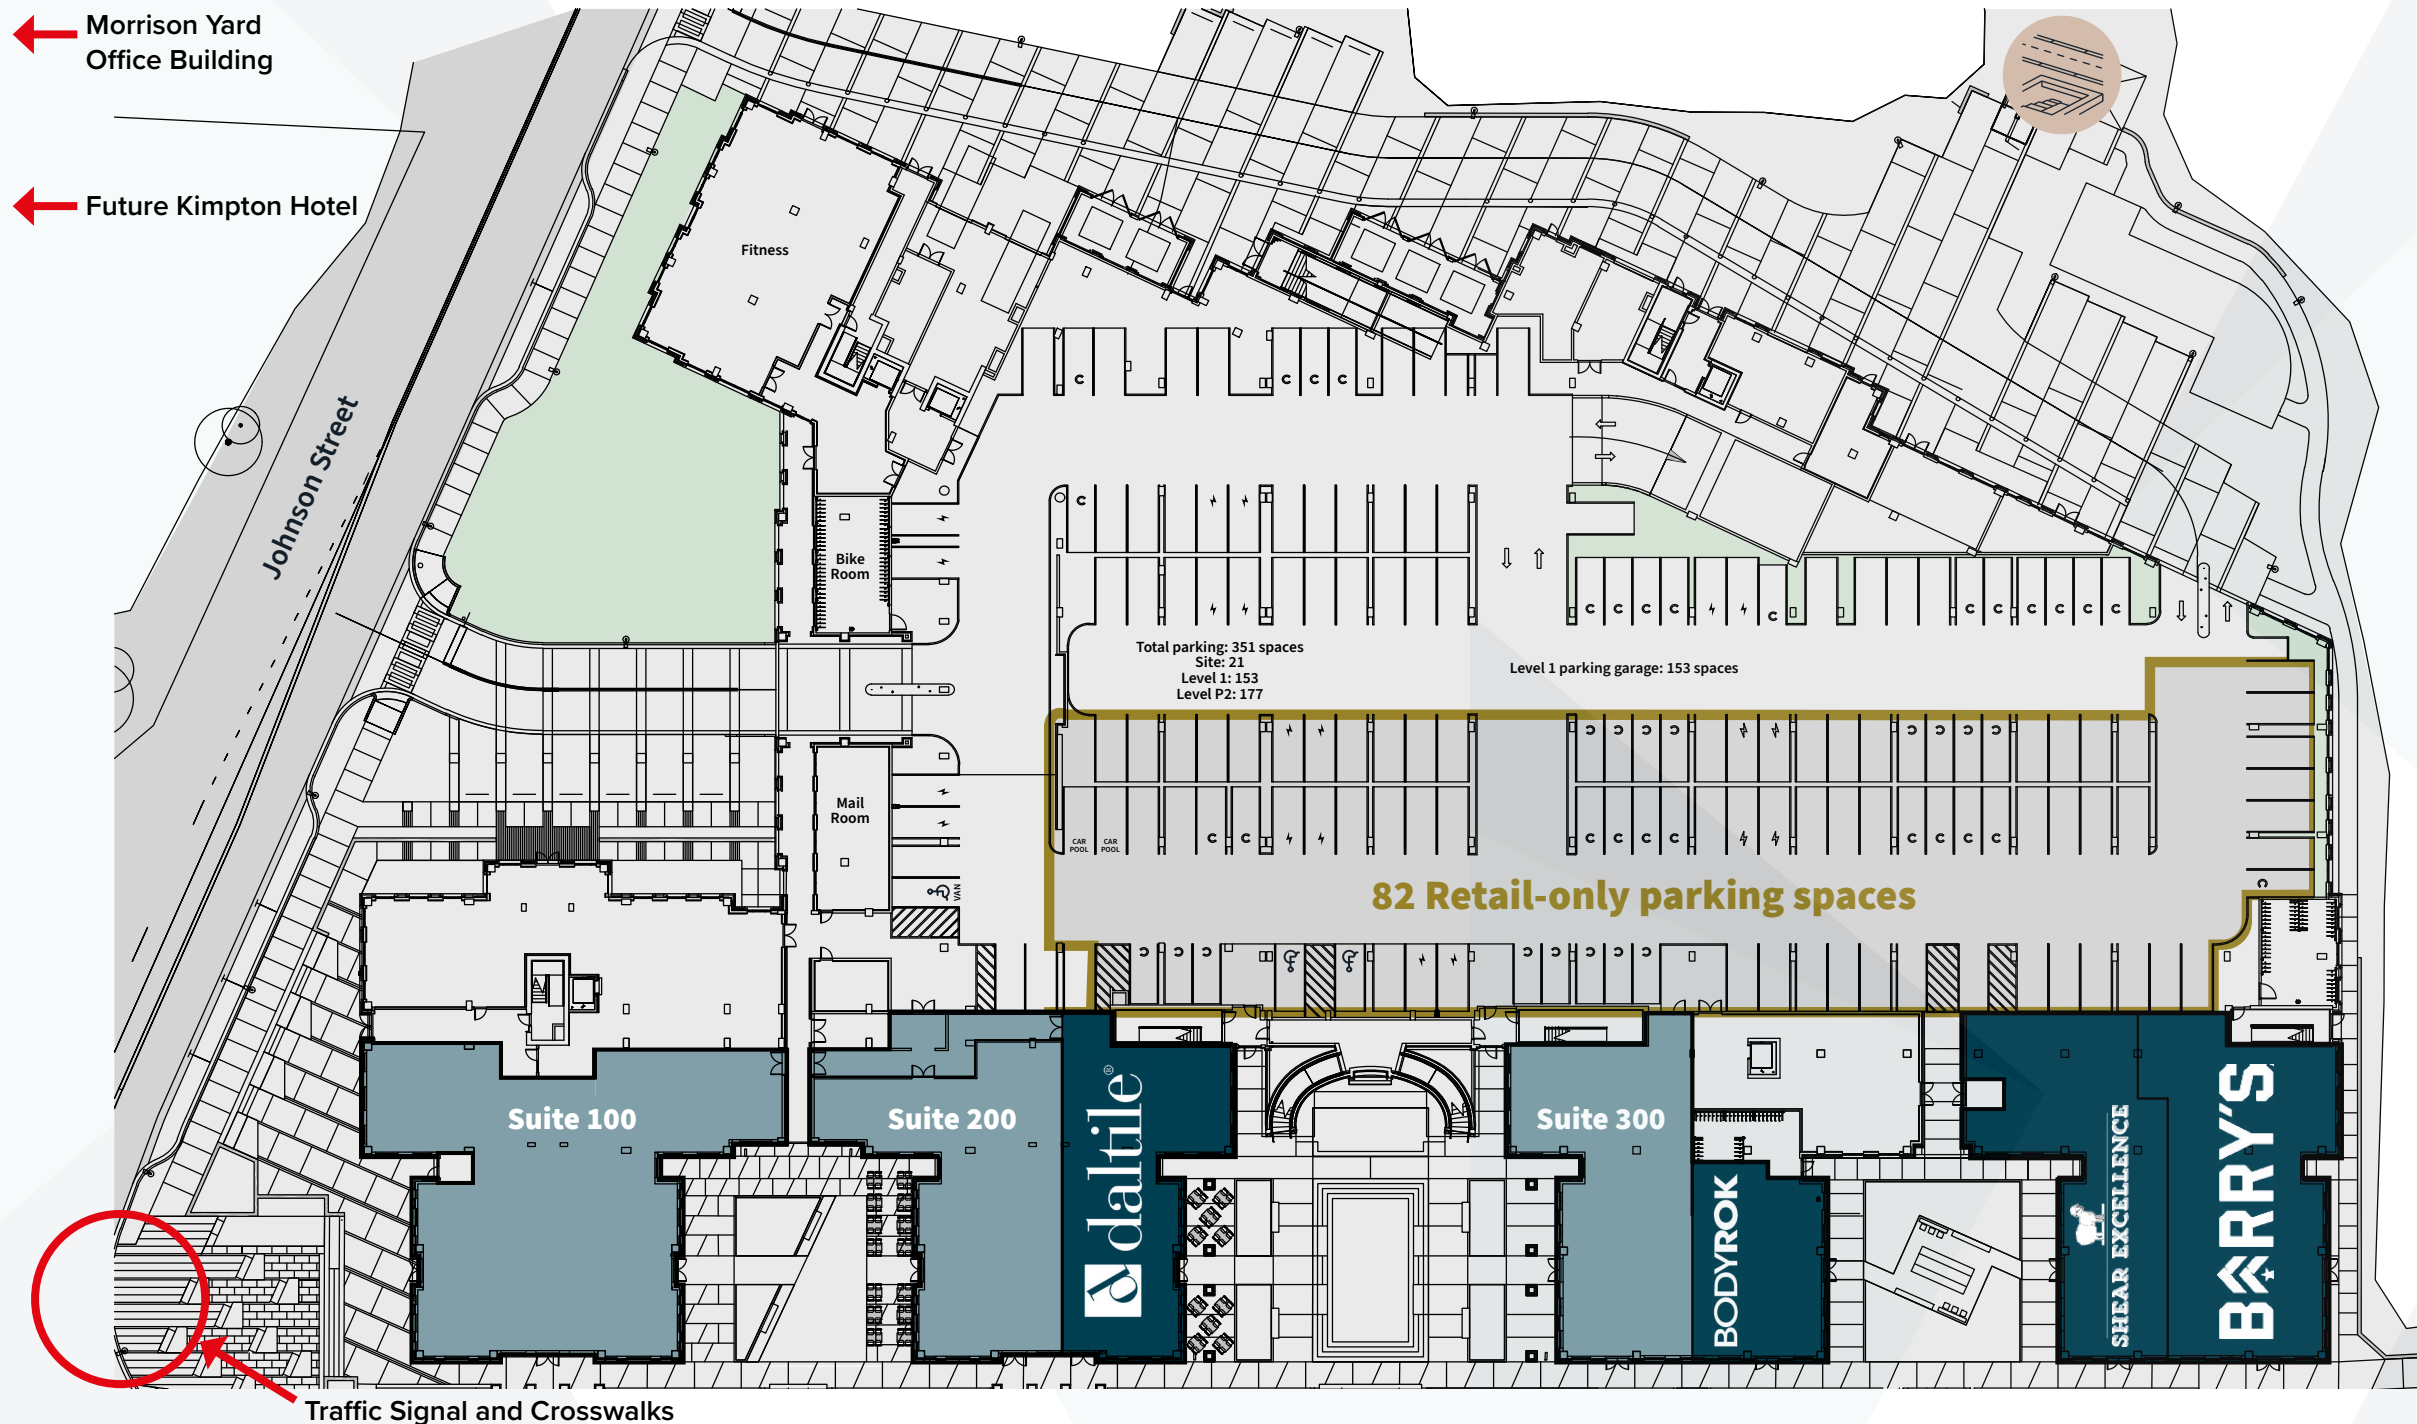 Morrison Yard
Office Building
Future Kimpton Hotel
Johnson Street
Fitness
Bike
Room
Total parking: 351 spaces
Site: 21
Level 1: 153
Level P2: 177
Level 1 parking garage: 153 spaces
Mail
Room
CAR
POOL
CAR
POOL
VAN
82 Retail-only parking spaces
Suite 100
Suite 200
daltile®
Suite 300
BODYROK
SHEAR EXCELLENCE
BARRY'S
Traffic Signal and Crosswalks